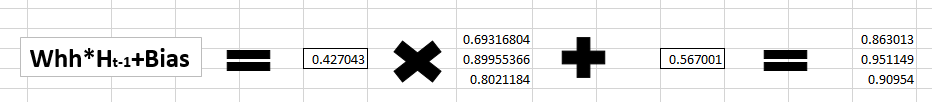 Whh*Ht-1+Bias = 0.427043 × 0.69316804 + 0.567001 = 0.863013
0.89955366 0.951149
0.8021184 0.90954